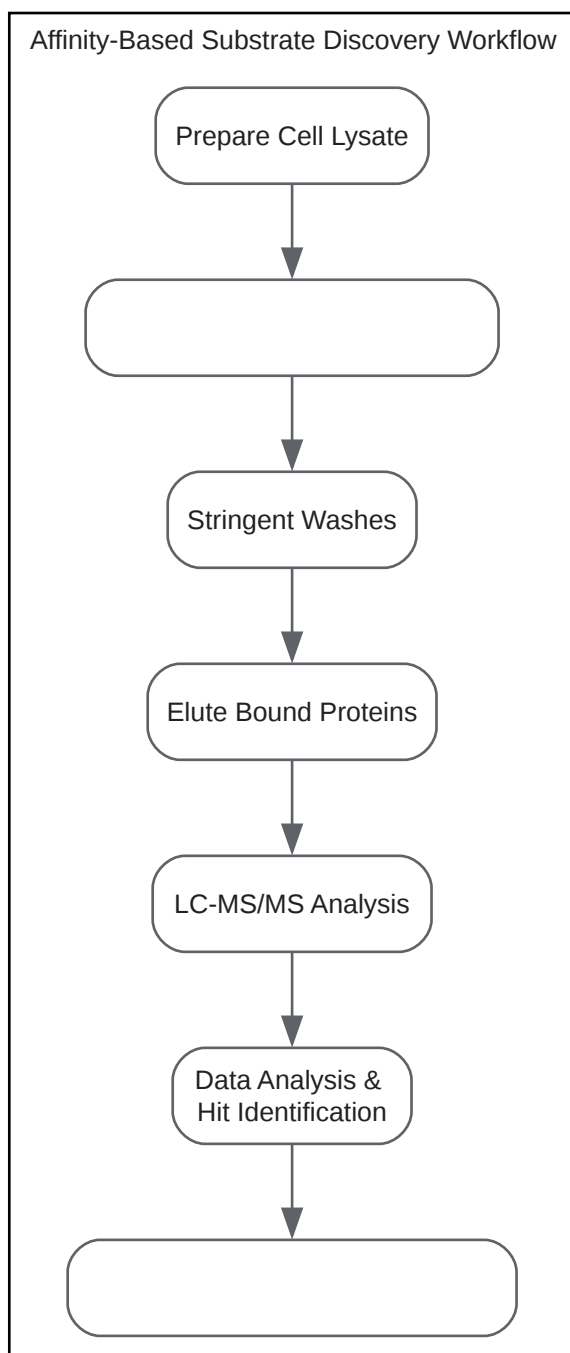 Affinity-Based Substrate Discovery Workflow
Prepare Cell Lysate
Stringent Washes
Elute Bound Proteins
LC-MS/MS Analysis
Data Analysis &
Hit Identification